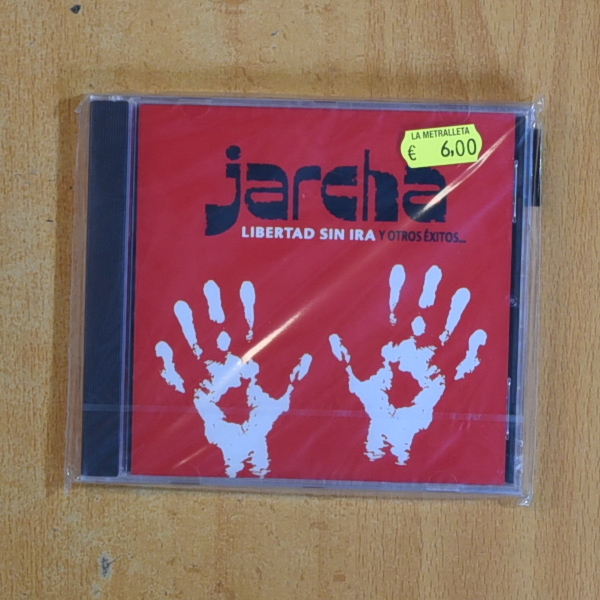 LA METRALLETA
€ 6,00
jarcha
LIBERTAD SIN IRA Y OTROS ÉXITOS...